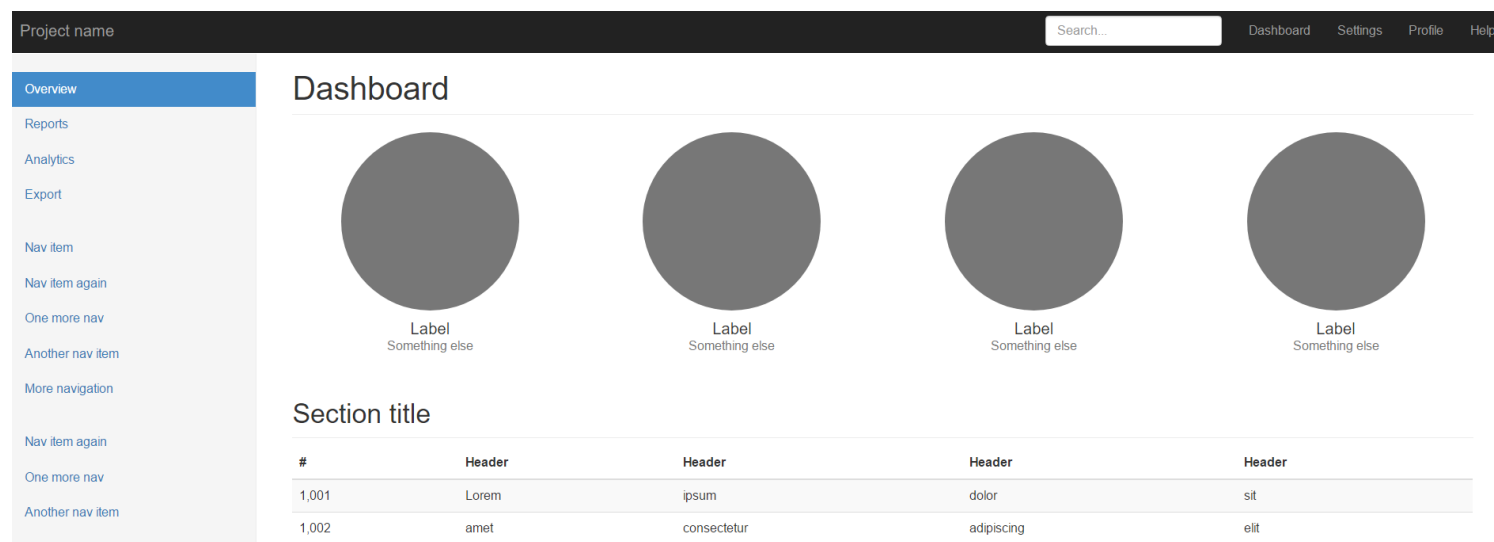 Project name Search... Dashboard Settings Profile Help
Overview
Reports
Analytics
Export
Nav item
Nav item again
One more nav
Another nav item
More navigation
Nav item again
One more nav
Another nav item
Dashboard
Label Label Label Label
Something else Something else Something else Something else
Section title
# Header Header Header Header
1,001 Lorem ipsum dolor sit
1,002 amet consectetur adipiscing elit